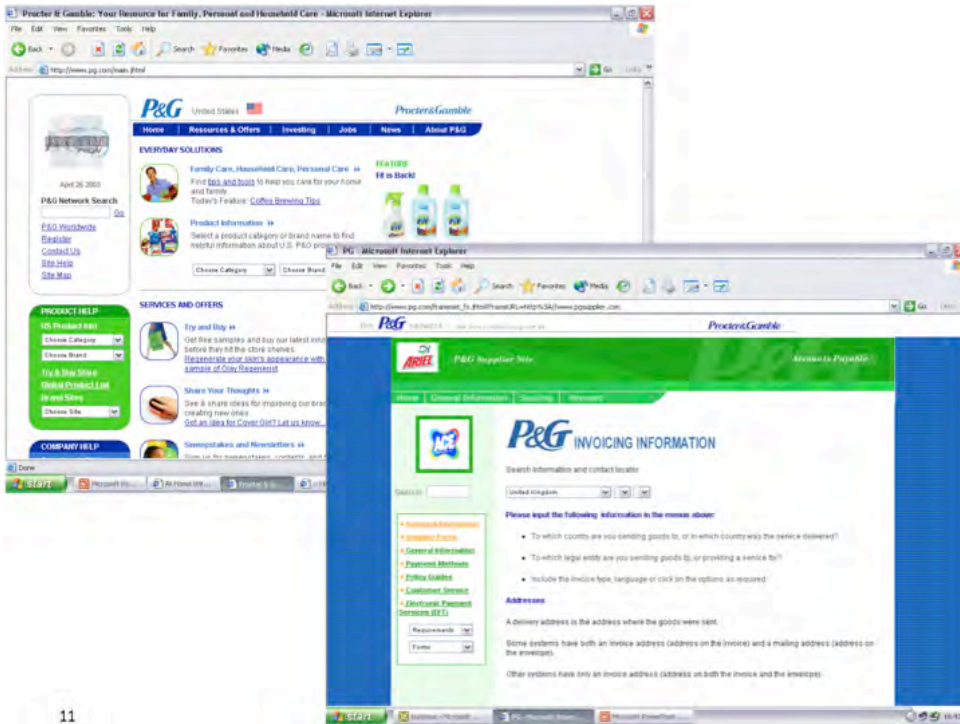 Procter & Gamble: Your Resource for Family, Personal and Household Care - Microsoft Internet Explorer
File Edit View Favorites Tools Help
Back Search Favorites Media
Address http://www.pg.com/main.jhtml Go Links
P&G United States Procter&Gamble
Home | Resources & Offers | Investing | Jobs | News | About P&G
April 26 2003
P&G Network Search
Go
P&G Worldwide
Register
Contact Us
Site Help
Site Map
EVERYDAY SOLUTIONS
Family Care, Household Care, Personal Care
Find tips and tools to help you care for your home
and family.
Today's Feature: Coffee Brewing Tips
Product Information
Select a product category or brand name to find
helpful information about U.S. P&G
Choose Category Choose Brand
FEATURE
Fit is Back!
PRODUCT HELP
US Product Info
Choose Category
Choose Brand
Try & Buy Store
Global Product List
Brand Sites
Choose Site
COMPANY HELP
SERVICES AND OFFERS
Try and Buy
Get free samples and buy our latest
before they hit the store shelves.
Regenerate your skin's appearance with
sample of Olay Regenerist
Share Your Thoughts
See & share ideas for improving our
creating new ones.
Got an idea for Cover Girl? Let us know...
Sweepstakes and Newsletters
Done
start
PG - Microsoft Internet Explorer
File Edit View Favorites Tools Help
Back Search Favorites Media
Go
P&G Procter&Gamble
ARIEL P&G Supplier Site Accounts Payable
Home General Information Sourcing Payment
ACE
Search
General Information
Payment Methods
Policy Guides
Customer Service
Electronic Payment
Services (EFT)
Requirements
Forms
P&G INVOICING INFORMATION
Search information and contact locator
United Kingdom
Please input the following information in the menus above:
• To which country are you sending goods to, or in which country was the service delivered?
• To which legal entity are you sending goods to, or providing a service for?
• Include the invoice type, language or click on the options as required
Addresses:
A delivery address is the address where the goods were sent.
Some systems have both an invoice address (address on the invoice) and a mailing address (address on
the envelope).
Other systems have only an invoice address (address on both the invoice and the envelope).
start
11